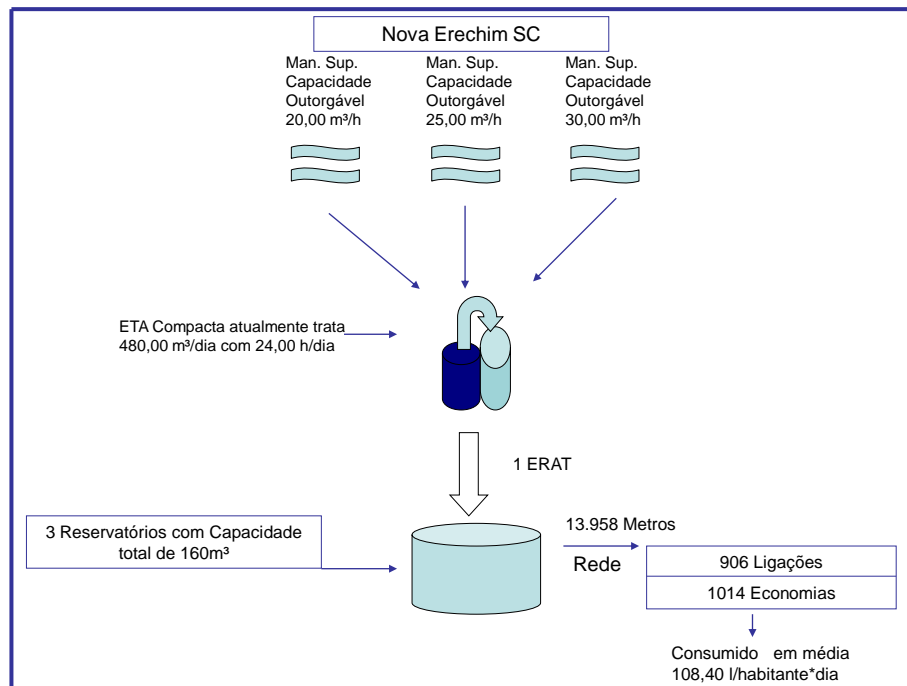 Nova Erechim SC
Man. Sup.
Capacidade
Outorgável
20,00 m³/h
Man. Sup.
Capacidade
Outorgável
25,00 m³/h
Man. Sup.
Capacidade
Outorgável
30,00 m³/h
ETA Compacta atualmente trata
480,00 m³/dia com 24,00 h/dia
1 ERAT
3 Reservatórios com Capacidade
total de 160m³
13.958 Metros
Rede
906 Ligações
1014 Economias
Consumido em média
108,40 l/habitante*dia